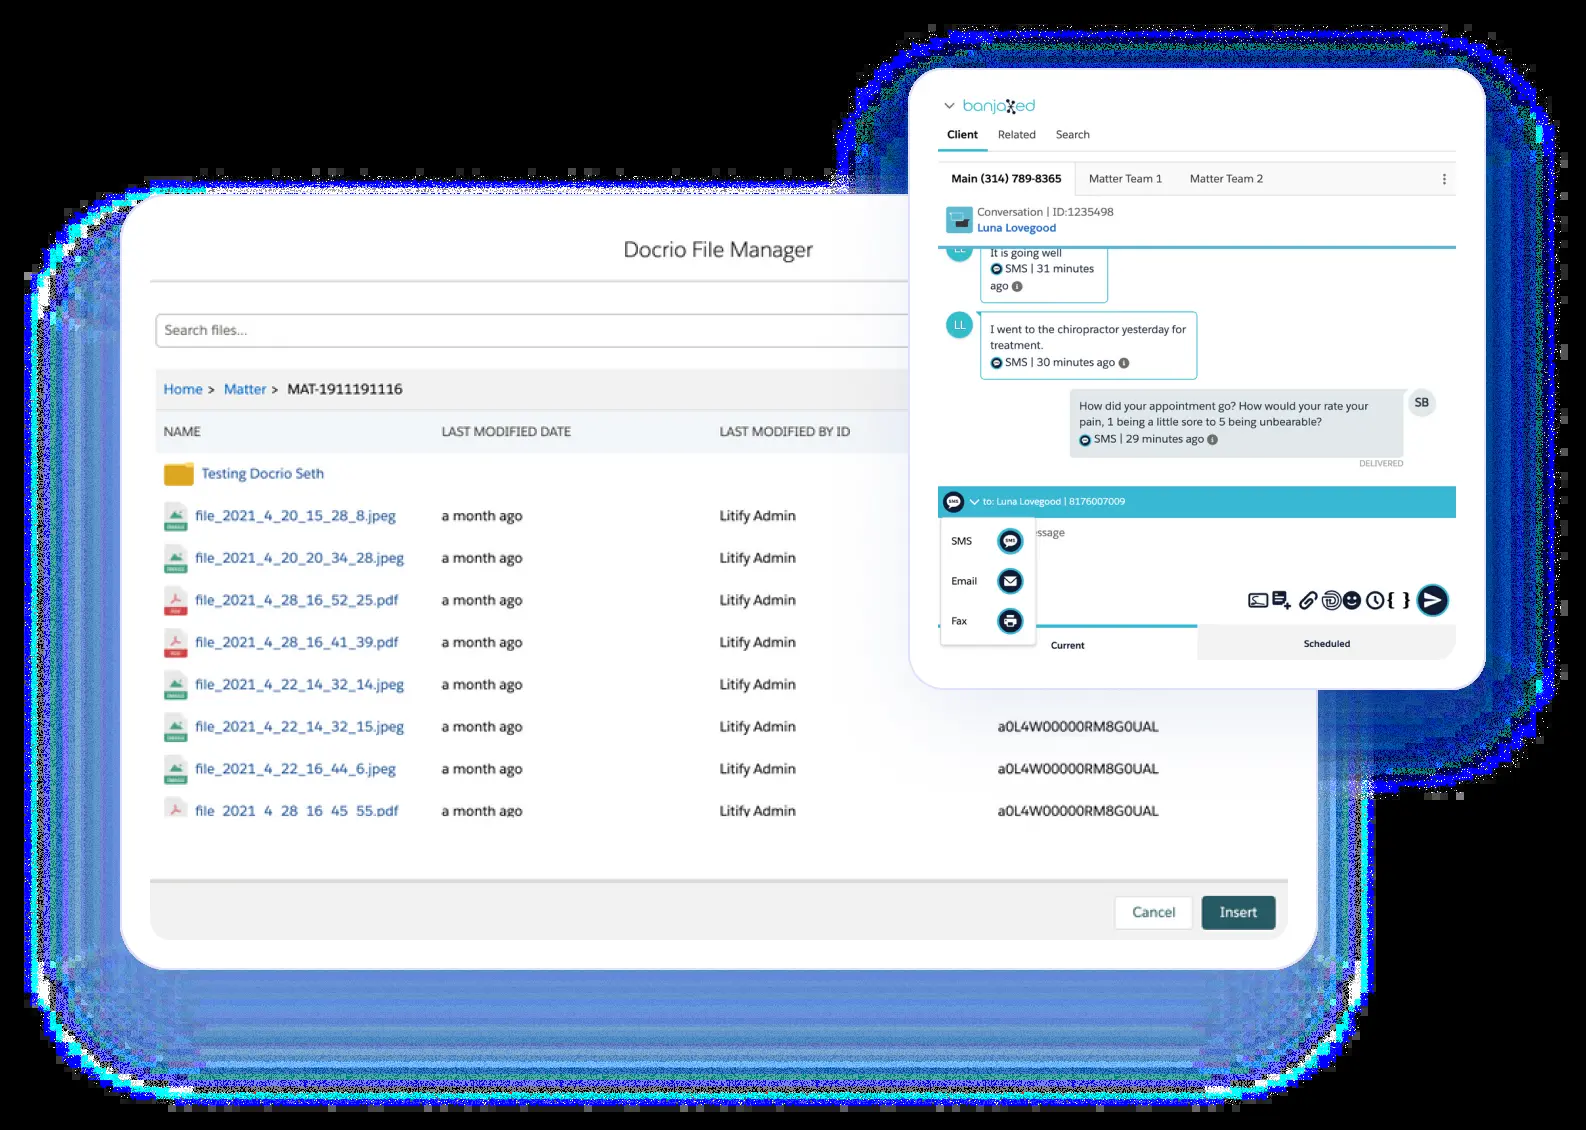 Docrio File Manager
Search files...
Home > Matter > MAT-1911191116
NAME LAST MODIFIED DATE LAST MODIFIED BY ID
Testing Docrio Seth
file_2021_4_20_15_28_8.jpeg a month ago Litify Admin
file_2021_4_20_20_34_28.jpeg a month ago Litify Admin
file_2021_4_28_16_52_25.pdf a month ago Litify Admin
file_2021_4_28_16_41_39.pdf a month ago Litify Admin
file_2021_4_22_14_32_14.jpeg a month ago Litify Admin
file_2021_4_22_14_32_15.jpeg a month ago Litify Admin a0L4W00000RM8G0UAL
file_2021_4_22_16_44_6.jpeg a month ago Litify Admin a0L4W00000RM8G0UAL
file_2021_4_28_16_45_55.pdf a month ago Litify Admin a0L4W00000RM8G0UAL
Cancel Insert
banjaxed
Client Related Search
Main (314) 789-8365 Matter Team 1 Matter Team 2
Conversation | ID:1235498
Luna Lovegood
LL
It is going well
SMS | 31 minutes
ago
LL
I went to the chiropractor yesterday for
treatment.
SMS | 30 minutes ago
SB
How did your appointment go? How would your rate your
pain, 1 being a little sore to 5 being unbearable?
SMS | 29 minutes ago
DELIVERED
SMS to: Luna Lovegood | 8176007009
ssage
SMS SMS
Email
Fax
Current Scheduled